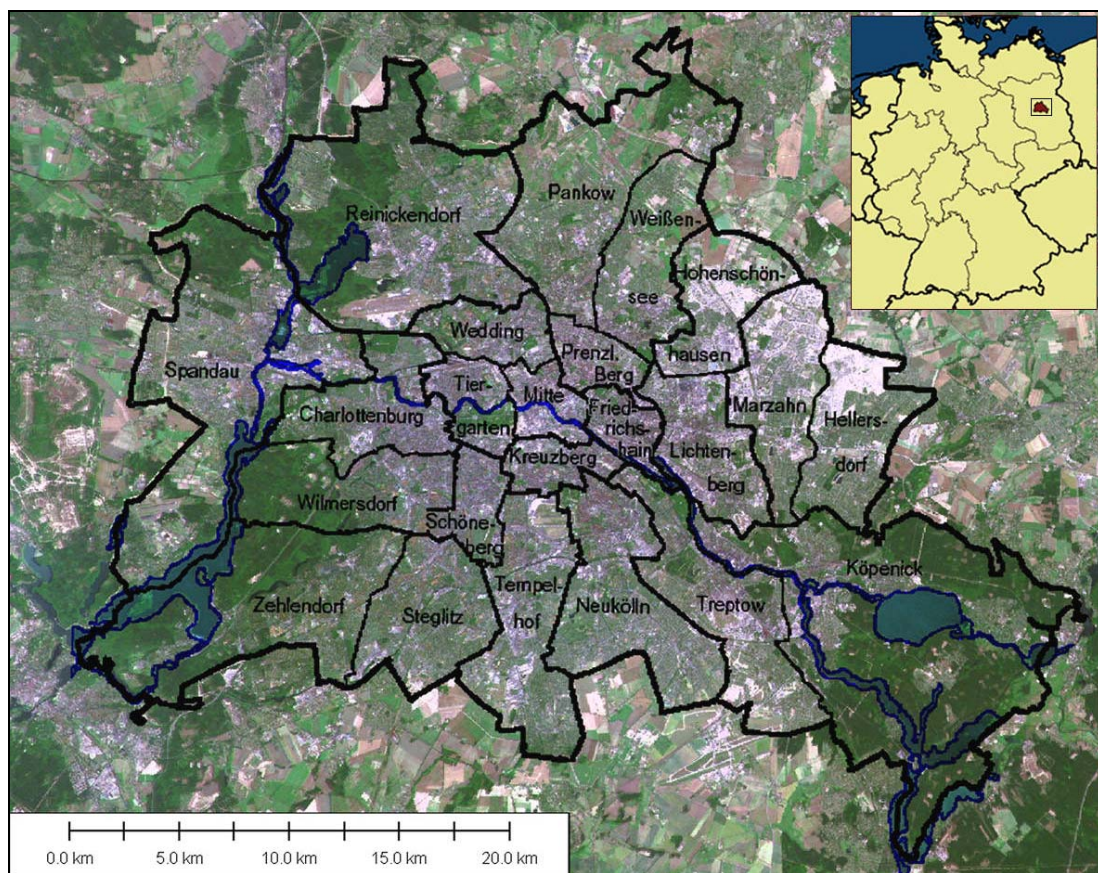 Pankow
Reinickendorf
Weißen-
see
Hohenschön-
hausen
Wedding
Prenzl.
Berg
Spandau
Tier-
garten
Mitte
Charlottenburg
Fried-
richs-
hain
Marzahn
Hellers-
dorf
Kreuzberg
Lichten-
berg
Wilmersdorf
Schöne-
berg
Köpenick
Zehlendorf
Steglitz
Tempel-
hof
Neukölln
Treptow
0.0 km 5.0 km 10.0 km 15.0 km 20.0 km